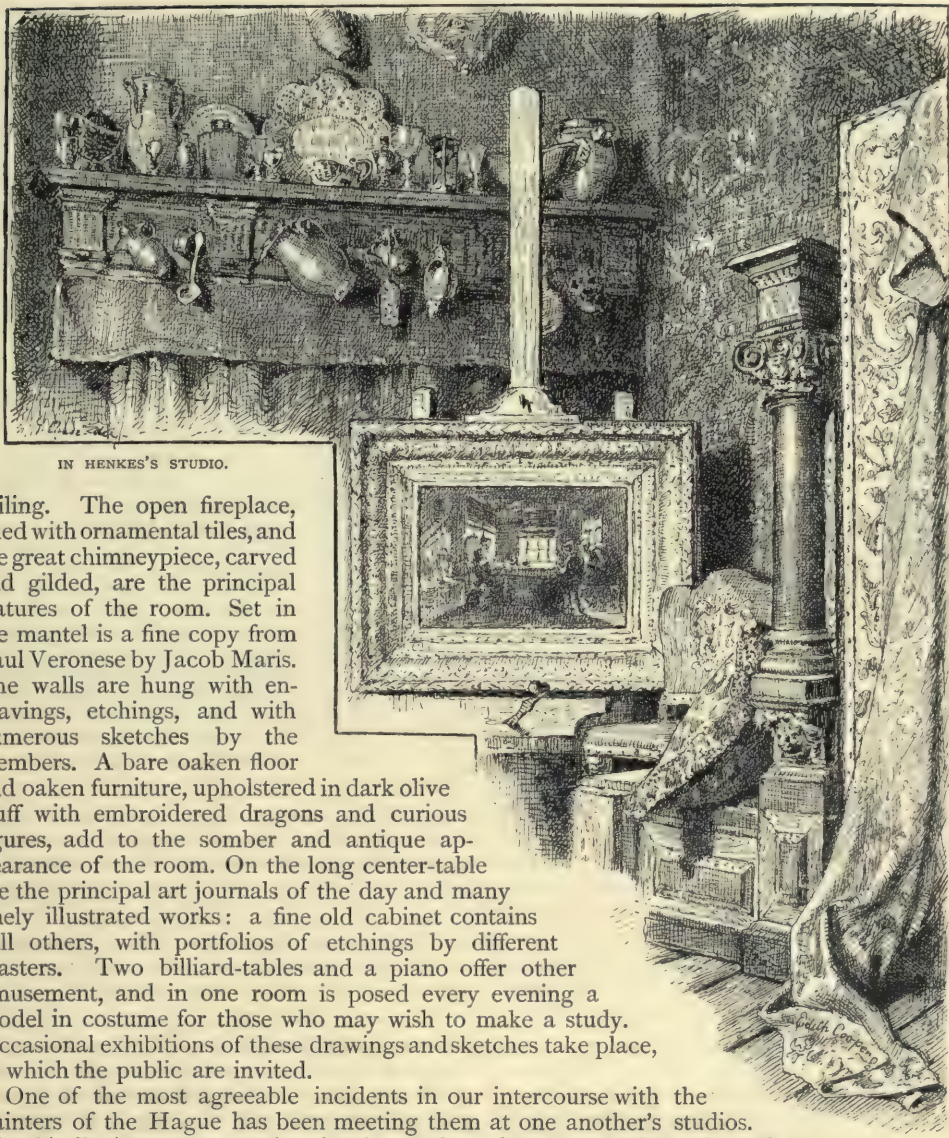 IN HENKES'S STUDIO.
iling. The open fireplace,
ed with ornamental tiles, and
e great chimneypiece, carved
d gilded, are the principal
atures of the room. Set in
e mantel is a fine copy from
aul Veronese by Jacob Maris.
he walls are hung with en-
avings, etchings, and with
umerous sketches by the
embers. A bare oaken floor
d oaken furniture, upholstered in dark olive
uff with embroidered dragons and curious
gures, add to the somber and antique ap-
earance of the room. On the long center-table
e the principal art journals of the day and many
nely illustrated works: a fine old cabinet contains
ll others, with portfolios of etchings by different
asters. Two billiard-tables and a piano offer other
musement, and in one room is posed every evening a
odel in costume for those who may wish to make a study.
ccasional exhibitions of these drawings and sketches take place,
which the public are invited.
One of the most agreeable incidents in our intercourse with the
ainters of the Hague has been meeting them at one another's studios.
Edith Cooper